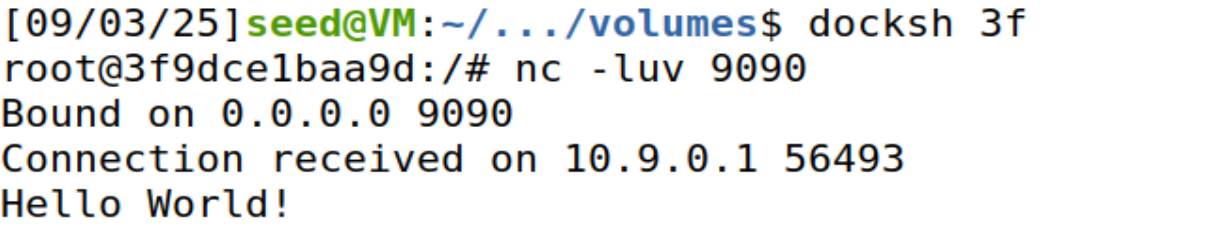 [09/03/25]seed@VM:~/.../volumes$ docksh 3f
root@3f9dce1baa9d:/# nc -luv 9090
Bound on 0.0.0.0 9090
Connection received on 10.9.0.1 56493
Hello World!